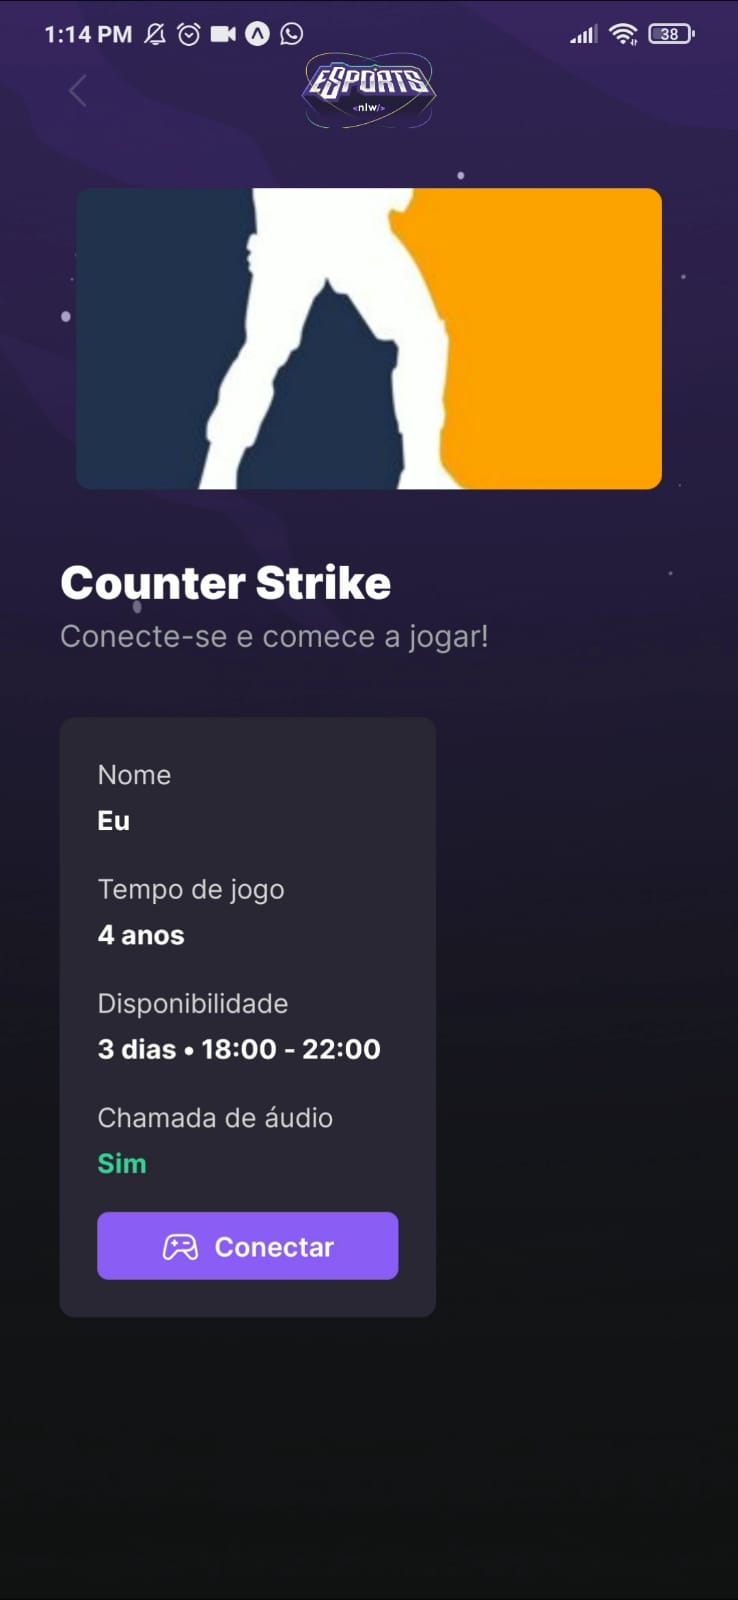 1:14 PM
38
eSPORTS
<nlw/>
Counter Strike
Conecte-se e comece a jogar!
Nome
Eu
Tempo de jogo
4 anos
Disponibilidade
3 dias • 18:00 - 22:00
Chamada de áudio
Sim
Conectar